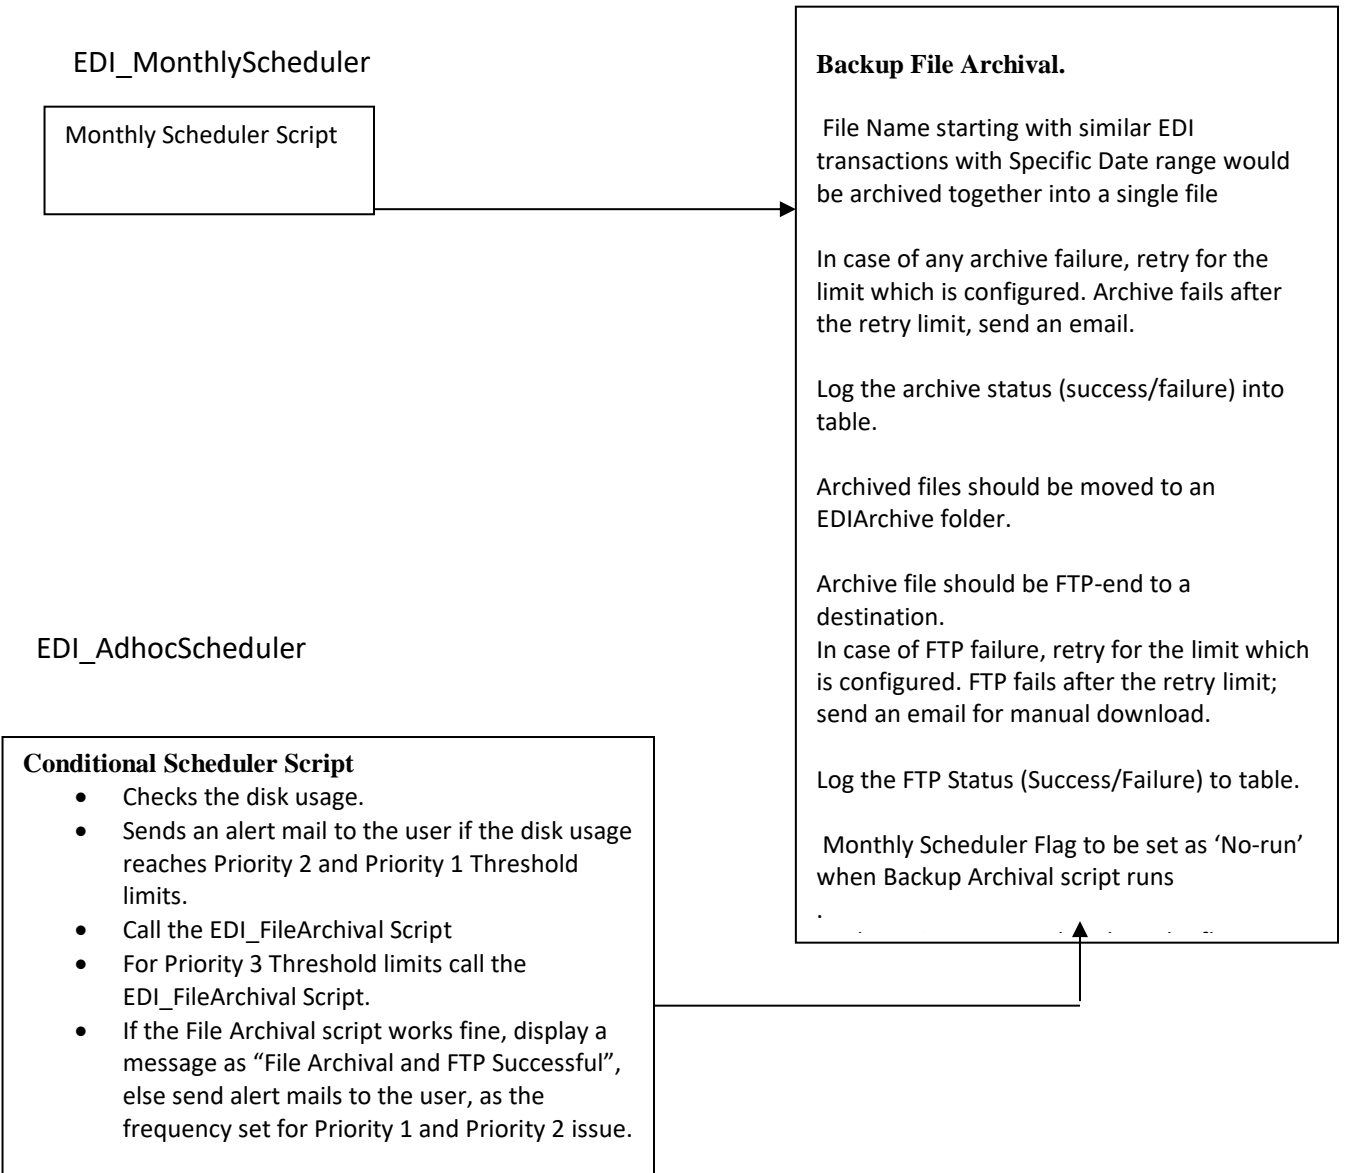 EDI_MonthlyScheduler
Monthly Scheduler Script
Backup File Archival.
File Name starting with similar EDI
transactions with Specific Date range would
be archived together into a single file
In case of any archive failure, retry for the
limit which is configured. Archive fails after
the retry limit, send an email.
Log the archive status (success/failure) into
table.
Archived files should be moved to an
EDIArchive folder.
Archive file should be FTP-end to a
destination.
In case of FTP failure, retry for the limit which
is configured. FTP fails after the retry limit;
send an email for manual download.
Log the FTP Status (Success/Failure) to table.
Monthly Scheduler Flag to be set as ‘No-run’
when Backup Archival script runs
.
EDI_AdhocScheduler
Conditional Scheduler Script
• Checks the disk usage.
• Sends an alert mail to the user if the disk usage
reaches Priority 2 and Priority 1 Threshold
limits.
• Call the EDI_FileArchival Script
• For Priority 3 Threshold limits call the
EDI_FileArchival Script.
• If the File Archival script works fine, display a
message as “File Archival and FTP Successful”,
else send alert mails to the user, as the
frequency set for Priority 1 and Priority 2 issue.